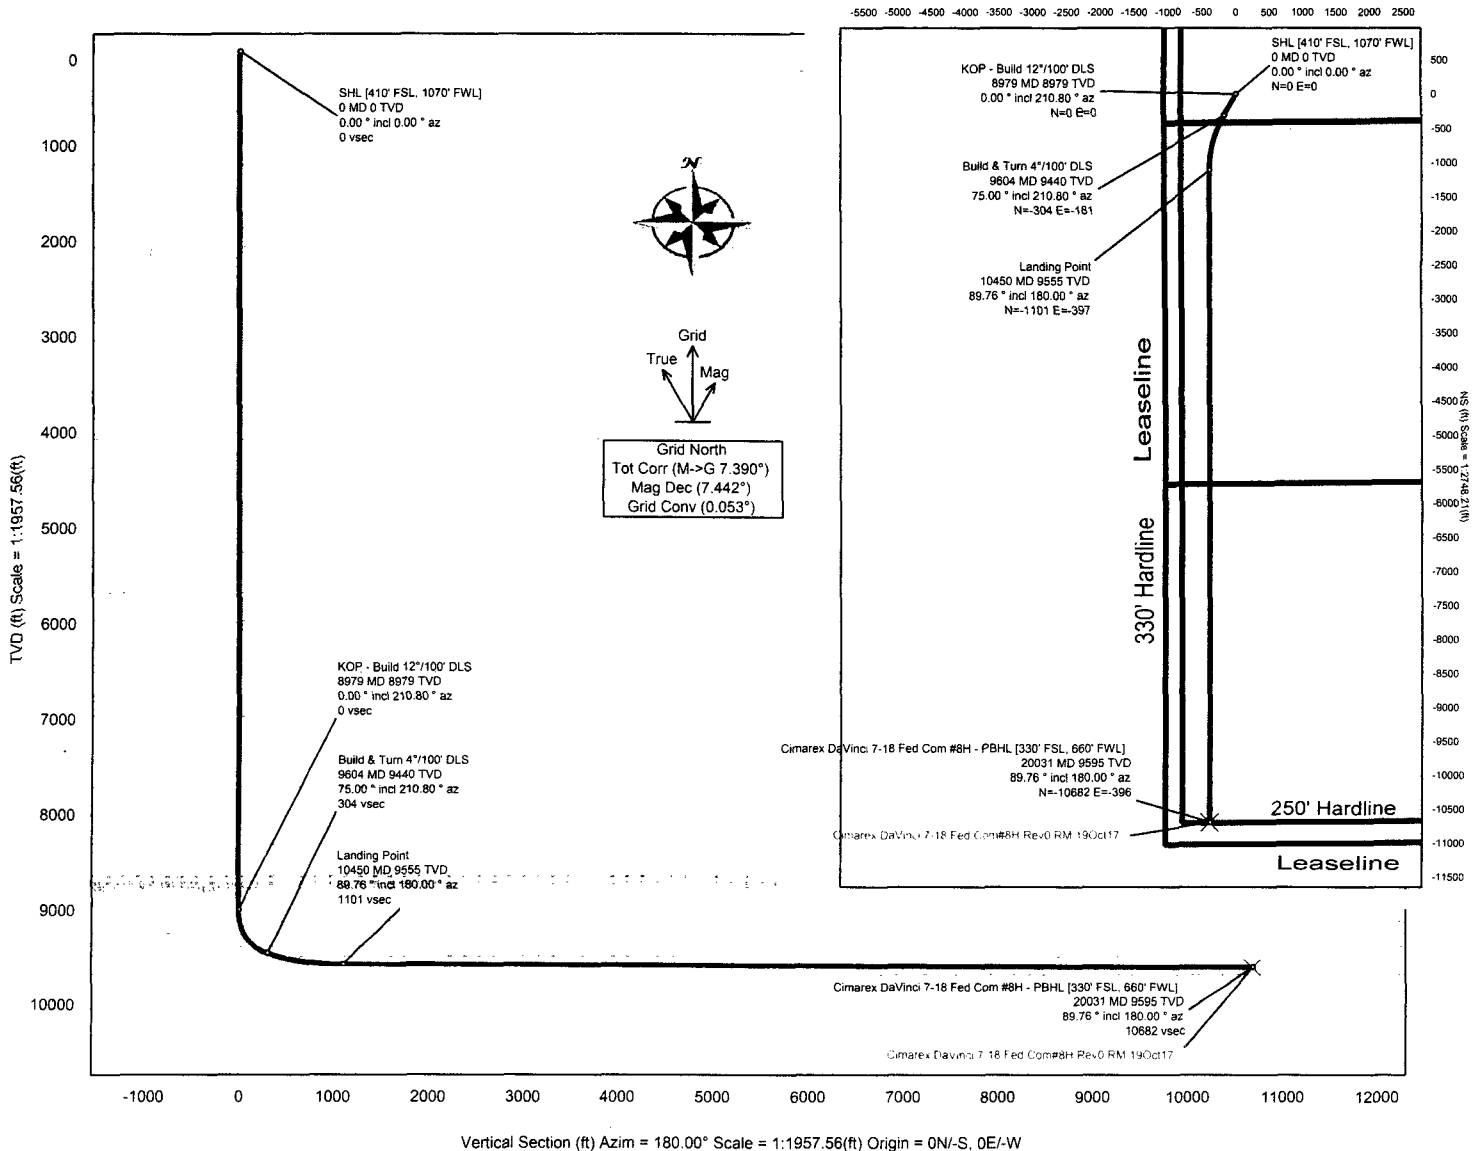 0
1000
2000
3000
4000
5000
6000
7000
8000
9000
10000
TVD (ft) Scale = 1:1957.56(ft)
SHL [410' FSL, 1070' FWL]
0 MD 0 TVD
0.00 ° incl 0.00 ° az
0 vsec
N
Grid
True
Mag
Grid North
Tot Corr (M->G 7.390°)
Mag Dec (7.442°)
Grid Conv (0.053°)
KOP - Build 12°/100' DLS
8979 MD 8979 TVD
0.00 ° incl 210.80 ° az
0 vsec
Build & Turn 4°/100' DLS
9604 MD 9440 TVD
75.00 ° incl 210.80 ° az
304 vsec
Landing Point
10450 MD 9555 TVD
89.76 ° incl 180.00 ° az
1101 vsec
Cimarex DaVinci 7-18 Fed Com #8H - PBHL [330' FSL, 660' FWL]
20031 MD 9595 TVD
89.76 ° incl 180.00 ° az
10682 vsec
Cimarex DaVinci 7-18 Fed Com#8H Rev0 RM 19Oct17
-1000 0 1000 2000 3000 4000 5000 6000 7000 8000 9000 10000 11000 12000
Vertical Section (ft) Azim = 180.00° Scale = 1:1957.56(ft) Origin = 0N/-S, 0E/-W
-5500 -5000 -4500 -4000 -3500 -3000 -2500 -2000 -1500 -1000 -500 0 500 1000 1500 2000 2500
SHL [410' FSL, 1070' FWL]
0 MD 0 TVD
0.00 ° incl 0.00 ° az
N=0 E=0
KOP - Build 12°/100' DLS
8979 MD 8979 TVD
0.00 ° incl 210.80 ° az
N=0 E=0
Build & Turn 4°/100' DLS
9604 MD 9440 TVD
75.00 ° incl 210.80 ° az
N=-304 E=-181
Landing Point
10450 MD 9555 TVD
89.76 ° incl 180.00 ° az
N=-1101 E=-397
Leaseline
330' Hardline
Cimarex DaVinci 7-18 Fed Com #8H - PBHL [330' FSL, 660' FWL]
20031 MD 9595 TVD
89.76 ° incl 180.00 ° az
N=-10682 E=-396
Cimarex DaVinci 7-18 Fed Com#8H Rev0 RM 19Oct17
250' Hardline
Leaseline
500
0
-500
-1000
-1500
-2000
-2500
-3000
-3500
-4000
-4500
-5000
-5500
-6000
-6500
-7000
-7500
-8000
-8500
-9000
-9500
-10000
-10500
-11000
-11500
NS (ft) Scale = 1:2748.21(ft)